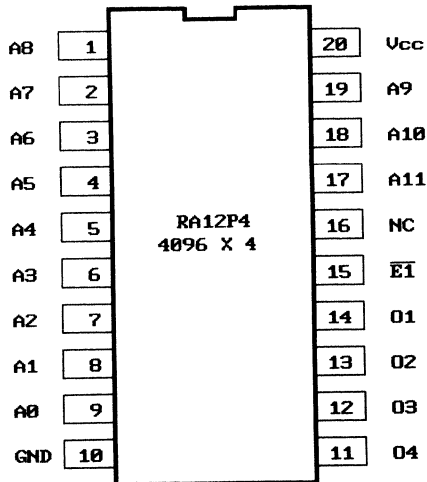 A8 1 20 Vcc
A7 2 19 A9
A6 3 18 A10
A5 4 17 A11
RA12P4
A4 5 16 NC
4096 X 4
A3 6 15 E1
A2 7 14 O1
A1 8 13 O2
A0 9 12 O3
GND 10 11 O4